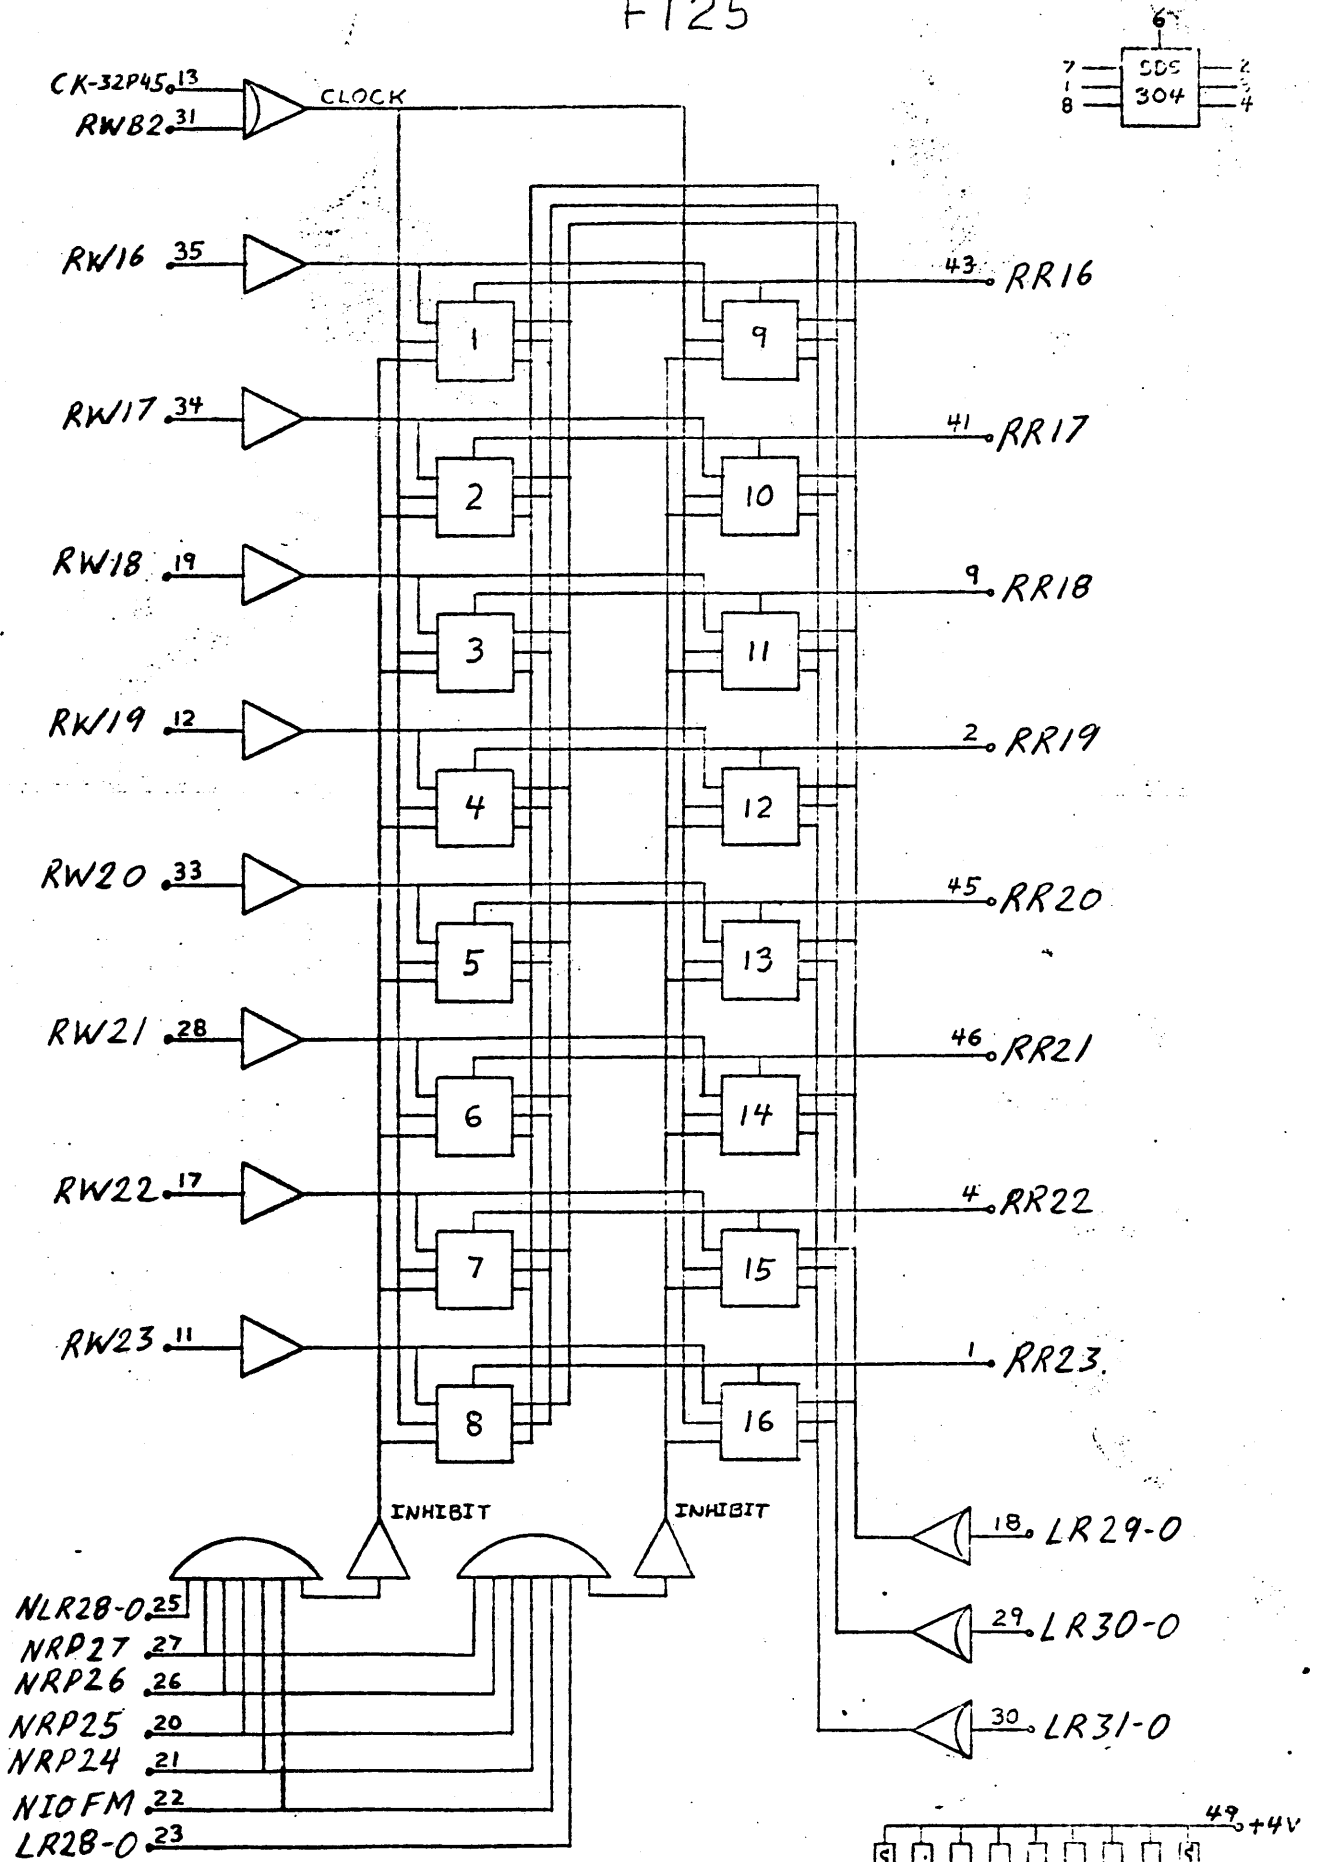 FT25
6
7 SDS 2
1 304 3
8 4
CK-32P45 13
CLOCK
RWB2 31
RW16 35
43 RR16
1
9
RW17 34
41 RR17
2
10
RW18 19
9 RR18
3
11
RW19 12
2 RR19
4
12
RW20 33
45 RR20
5
13
RW21 28
46 RR21
6
14
RW22 17
4 RR22
7
15
RW23 11
1 RR23.
8
16
INHIBIT
INHIBIT
18 LR29-0
NLR28-0 25
29 LR30-0
NRP27 27
NRP26 26
NRP25 20
30 LR31-0
NRP24 21
NIOFM 22
LR28-0 23
49 +4V